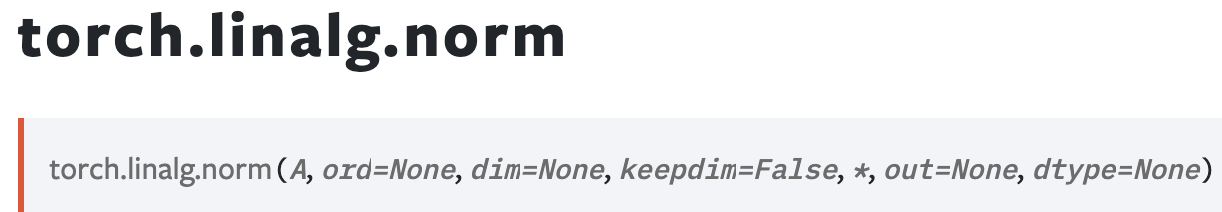 torch.linalg.norm
torch.linalg.norm(A, ord=None, dim=None, keepdim=False, *, out=None, dtype=None)